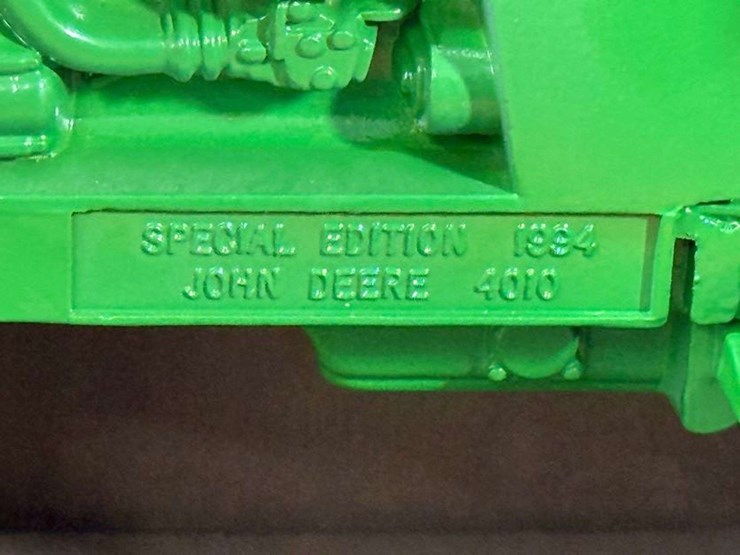 SPECIAL EDITION 1994
JOHN DEERE 4010